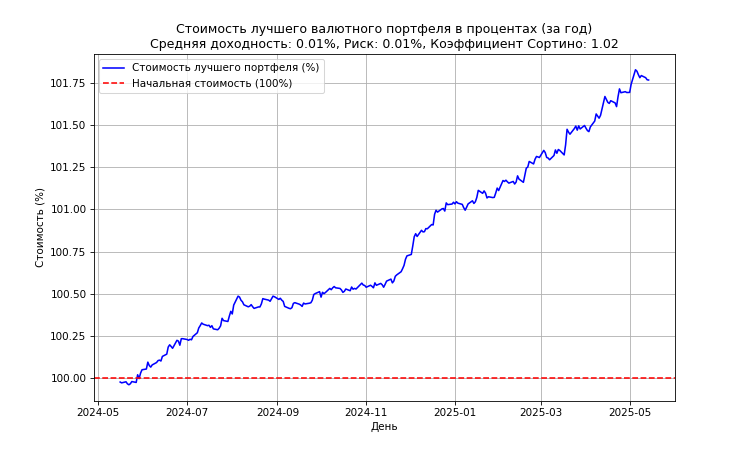 Стоимость лучшего валютного портфеля в процентах (за год)
Средняя доходность: 0.01%, Риск: 0.01%, Коэффициент Сортино: 1.02
Стоимость лучшего портфеля (%)
Начальная стоимость (100%)
Стоимость (%)
101.75
101.50
101.25
101.00
100.75
100.50
100.25
100.00
2024-05 2024-07 2024-09 2024-11 2025-01 2025-03 2025-05
День